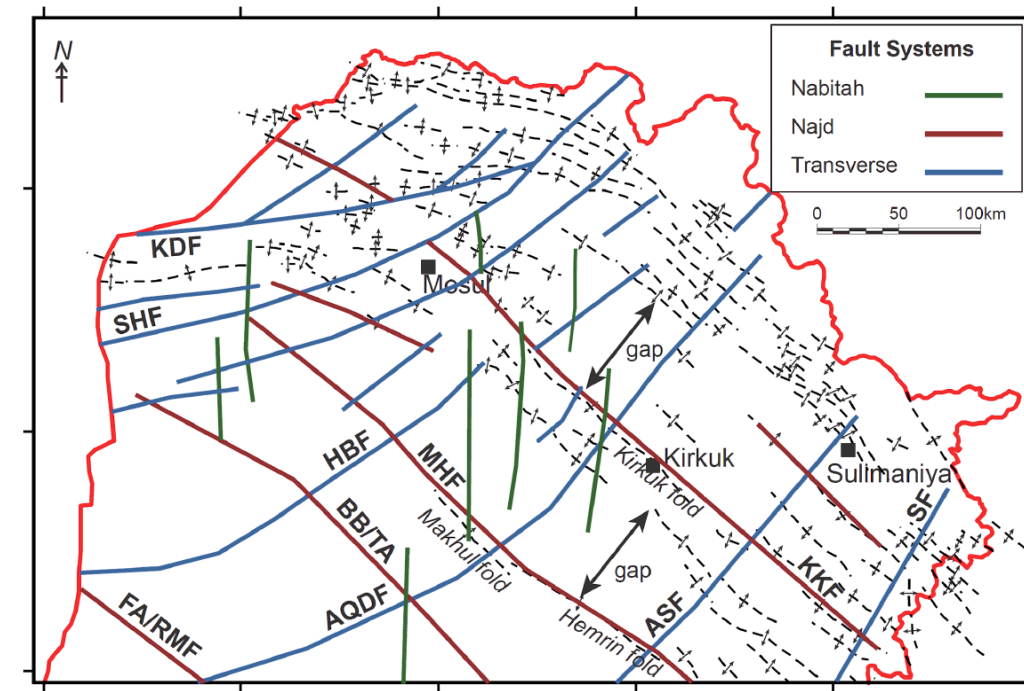 N
Fault Systems
Nabitah
Najd
Transverse
0 50 100km
KDF
Mosul
SHF
gap
HBF
MHF
Kirkuk
Kirkuk fold
Sulimaniya
SF
BB/TA
Makhul fold
gap
KKF
FA/RMF
AQDF
ASF
Hemrin fold